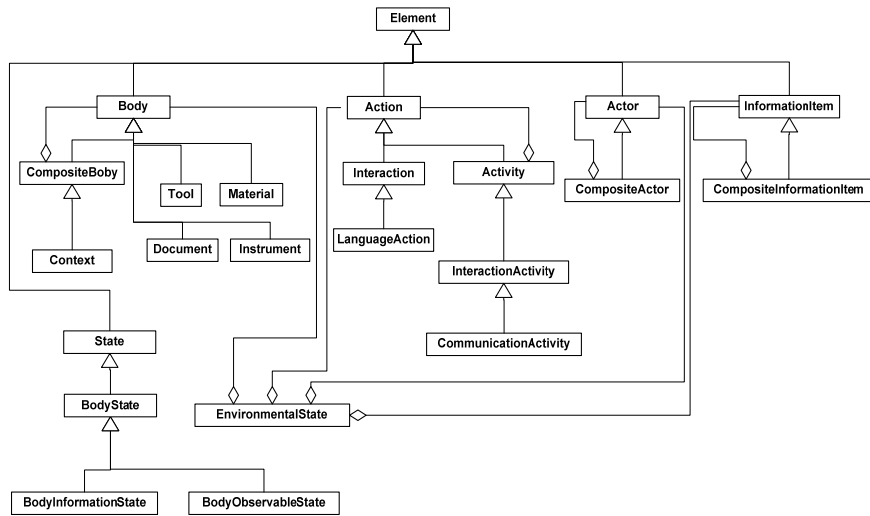 Element
Body
Action
Actor
InformationItem
CompositeBoby
Tool
Material
Interaction
Activity
CompositeActor
CompositeInformationItem
Document
Instrument
LanguageAction
Context
InteractionActivity
State
CommunicationActivity
BodyState
EnvironmentalState
BodyInformationState
BodyObservableState